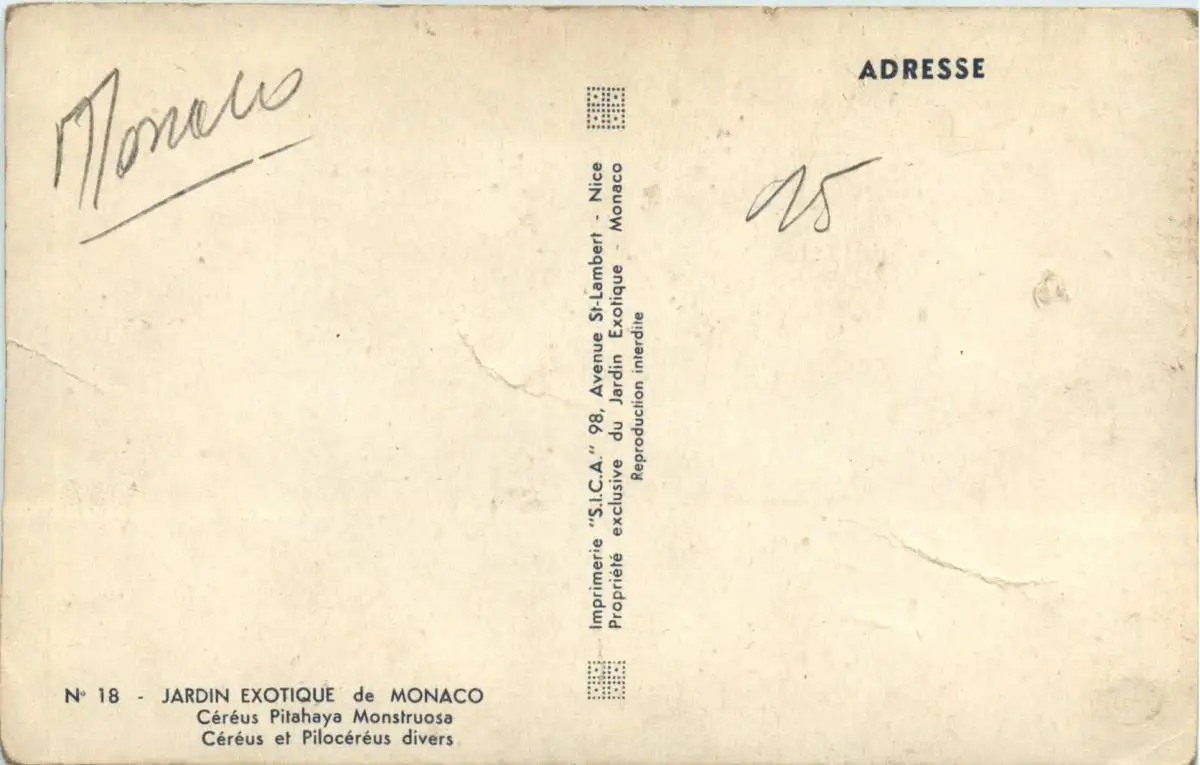 Monaco
ADRESSE
15
Imprimerie "S.I.C.A." 98, Avenue St-Lambert - Nice
Propriété exclusive du Jardin Exotique - Monaco
Reproduction interdite
N° 18 - JARDIN EXOTIQUE de MONACO
Céréus Pitahaya Monstruosa
Céréus et Pilocéréus divers